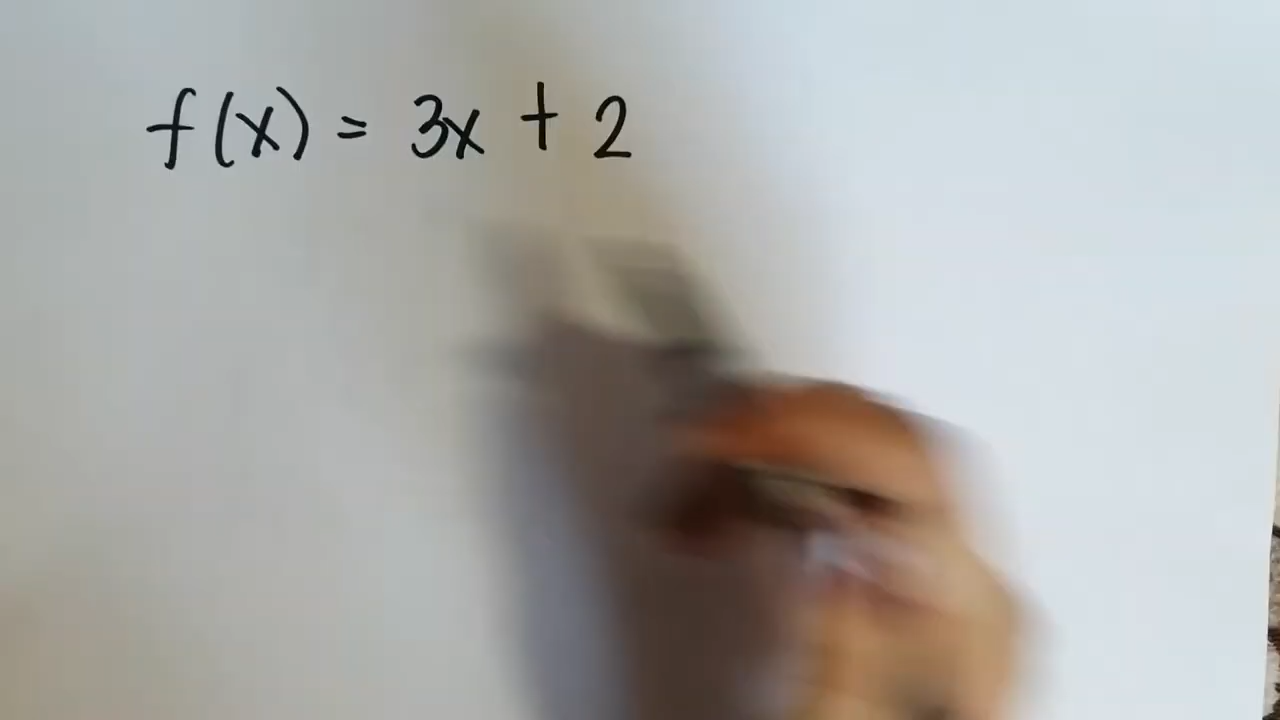 f(x) = 3x + 2